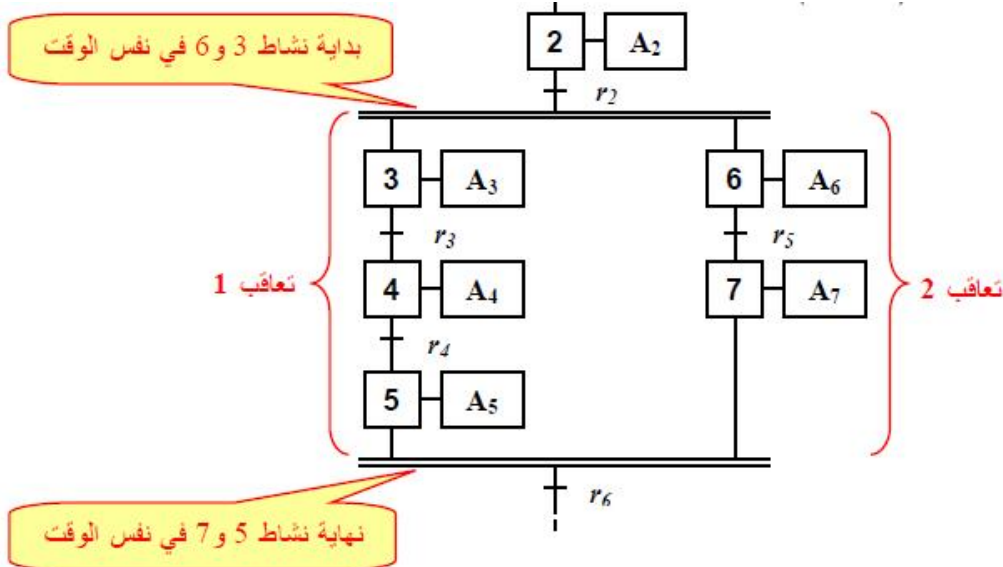 2 A2
بداية نشاط 3 و 6 في نفس الوقت
r2
3 A3
6 A6
r3
r5
تعاقب 1
4 A4
7 A7
تعاقب 2
r4
5 A5
r6
نهاية نشاط 5 و 7 في نفس الوقت